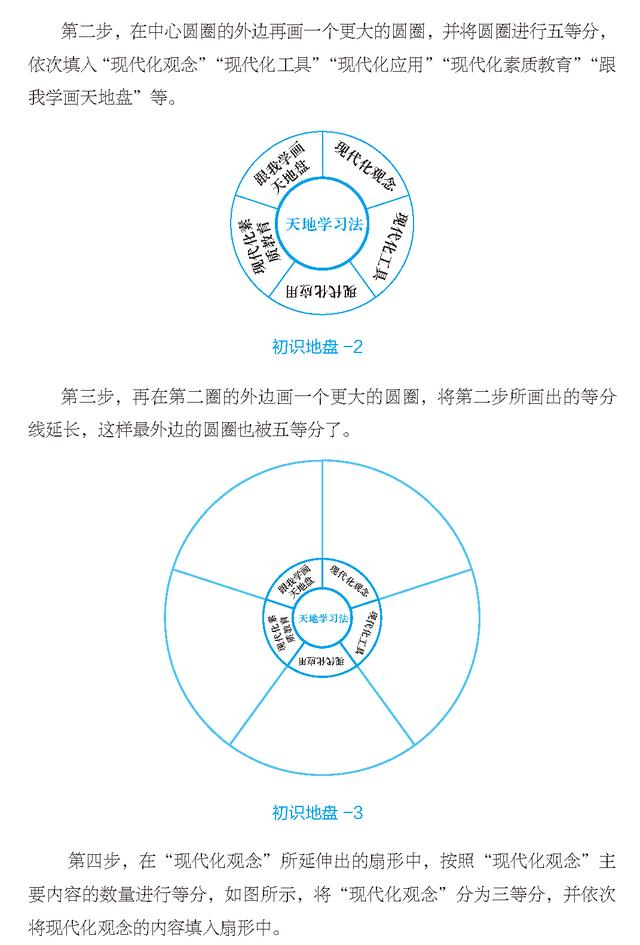 第二步，在中心圆圈的外边再画一个更大的圆圈，并将圆圈进行五等分，
依次填入“现代化观念”“现代化工具”“现代化应用”“现代化素质教育”“跟
我学画天地盘”等。
跟我学画
天地盘
现代化观念
天地学习法
现代化素
质教育
现代化工具
现代化应用
初识地盘-2
第三步，再在第二圈的外边画一个更大的圆圈，将第二步所画出的等分
线延长，这样最外边的圆圈也被五等分了。
跟我学画
天地盘
现代化观念
天地学习法
现代化素
质教育
现代化工具
现代化应用
初识地盘-3
第四步，在“现代化观念”所延伸出的扇形中，按照“现代化观念”主
要内容的数量进行等分，如图所示，将“现代化观念”分为三等分，并依次
将现代化观念的内容填入扇形中。